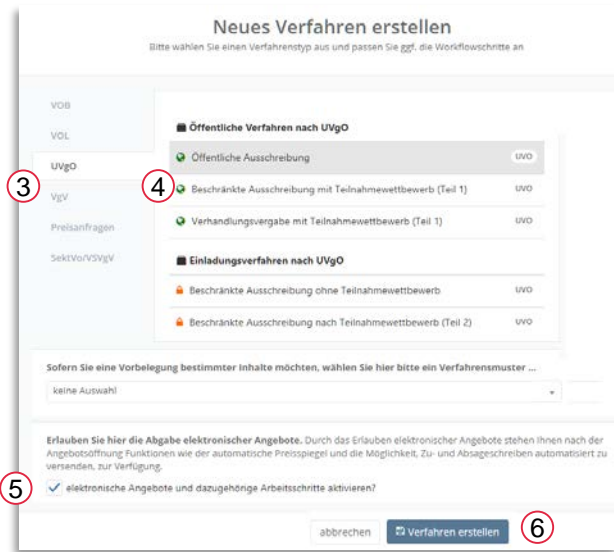 Neues Verfahren erstellen
Bitte wählen Sie einen Verfahrenstyp aus und passen Sie ggf. die Workflowschritte an
VOB
VOL
UVgO
VgV
Preisanfragen
SektVo/VSVgV
3
4
Öffentliche Verfahren nach UVgO
Öffentliche Ausschreibung UVO
Beschränkte Ausschreibung mit Teilnahmewettbewerb (Teil 1) UVO
Verhandlungsvergabe mit Teilnahmewettbewerb (Teil 1) UVO
Einladungsverfahren nach UVgO
Beschränkte Ausschreibung ohne Teilnahmewettbewerb UVO
Beschränkte Ausschreibung nach Teilnahmewettbewerb (Teil 2) UVO
Sofern Sie eine Vorbelegung bestimmter Inhalte möchten, wählen Sie hier bitte ein Verfahrensmuster ...
keine Auswahl
Erlauben Sie hier die Abgabe elektronischer Angebote. Durch das Erlauben elektronischer Angebote stehen Ihnen nach der
Angebotsöffnung Funktionen wie der automatische Preisspiegel und die Möglichkeit, Zu- und Absageschreiben automatisiert zu
versenden, zur Verfügung.
5 elektronische Angebote und dazugehörige Arbeitsschritte aktivieren?
abbrechen Verfahren erstellen 6